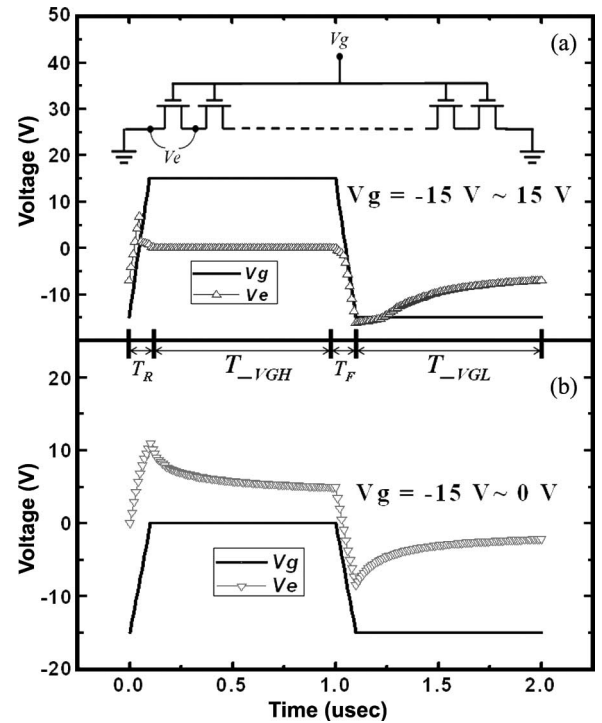 50
(a)
Vg
40
30
Ve
20
Vg = -15 V ~ 15 V
10
0
Vg
Ve
-10
Voltage (V)
T_R
T_VGH
T_F
T_VGL
20
(b)
10
Vg = -15 V~ 0 V
0
Vg
Ve
-10
-20
Voltage (V)
0.0 0.5 1.0 1.5 2.0
Time (usec)